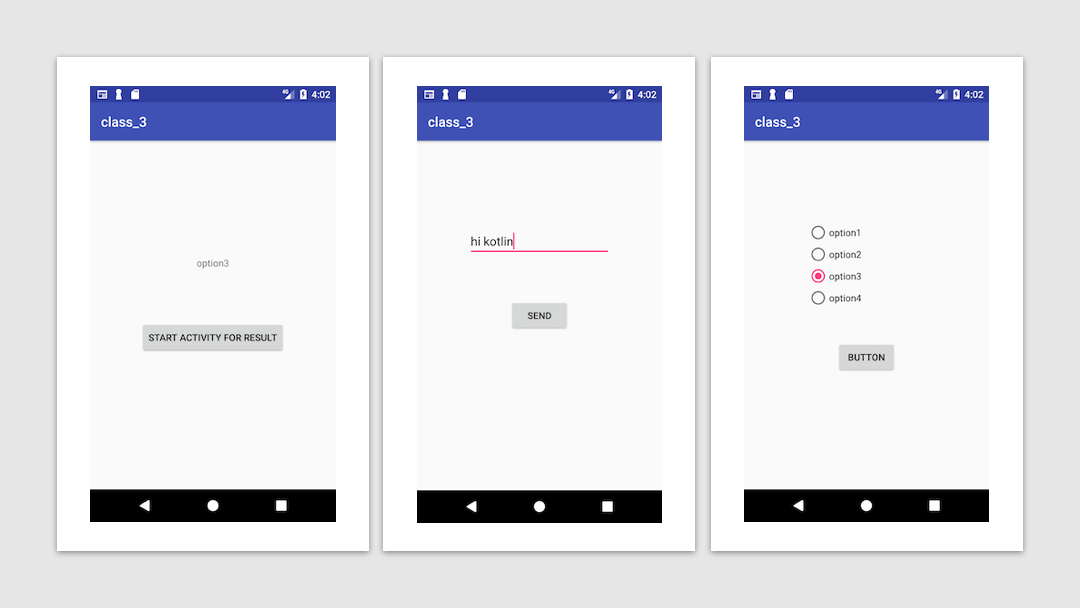 4G 4:02
class_3
option3
START ACTIVITY FOR RESULT
4G 4:02
class_3
hi kotlin
SEND
4G 4:02
class_3
option1
option2
option3
option4
BUTTON